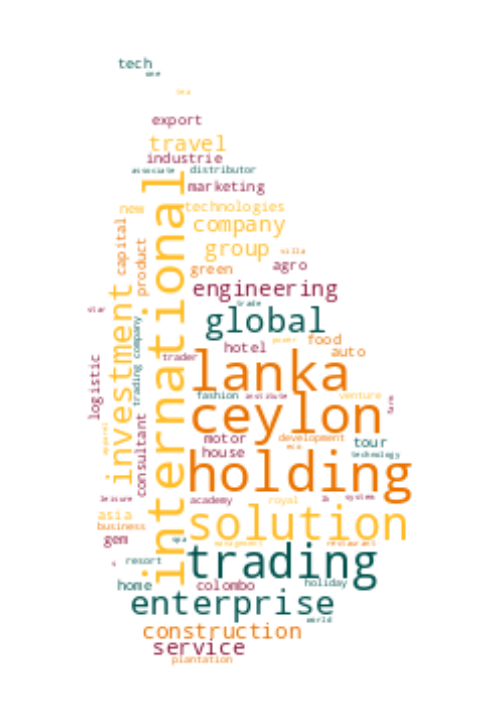 tech
one
tea
export
travel
industrie
associate
distributor
marketing
international
new
technologies
capital
company
product
group
villa
green
agro
investment
engineering
trade
star
global
trading company
power
food
hotel
auto
trader
logistic
lanka
fashion
institute
venture
farm
ceylon
consultant
motor
development
tour
apparel
house
eco
technology
holding
leisure
academy
royal
lk
system
asia
solution
business
gem
spa
management
restaurant
trading
resort
s
home
colombo
holiday
enterprise
world
construction
service
plantation